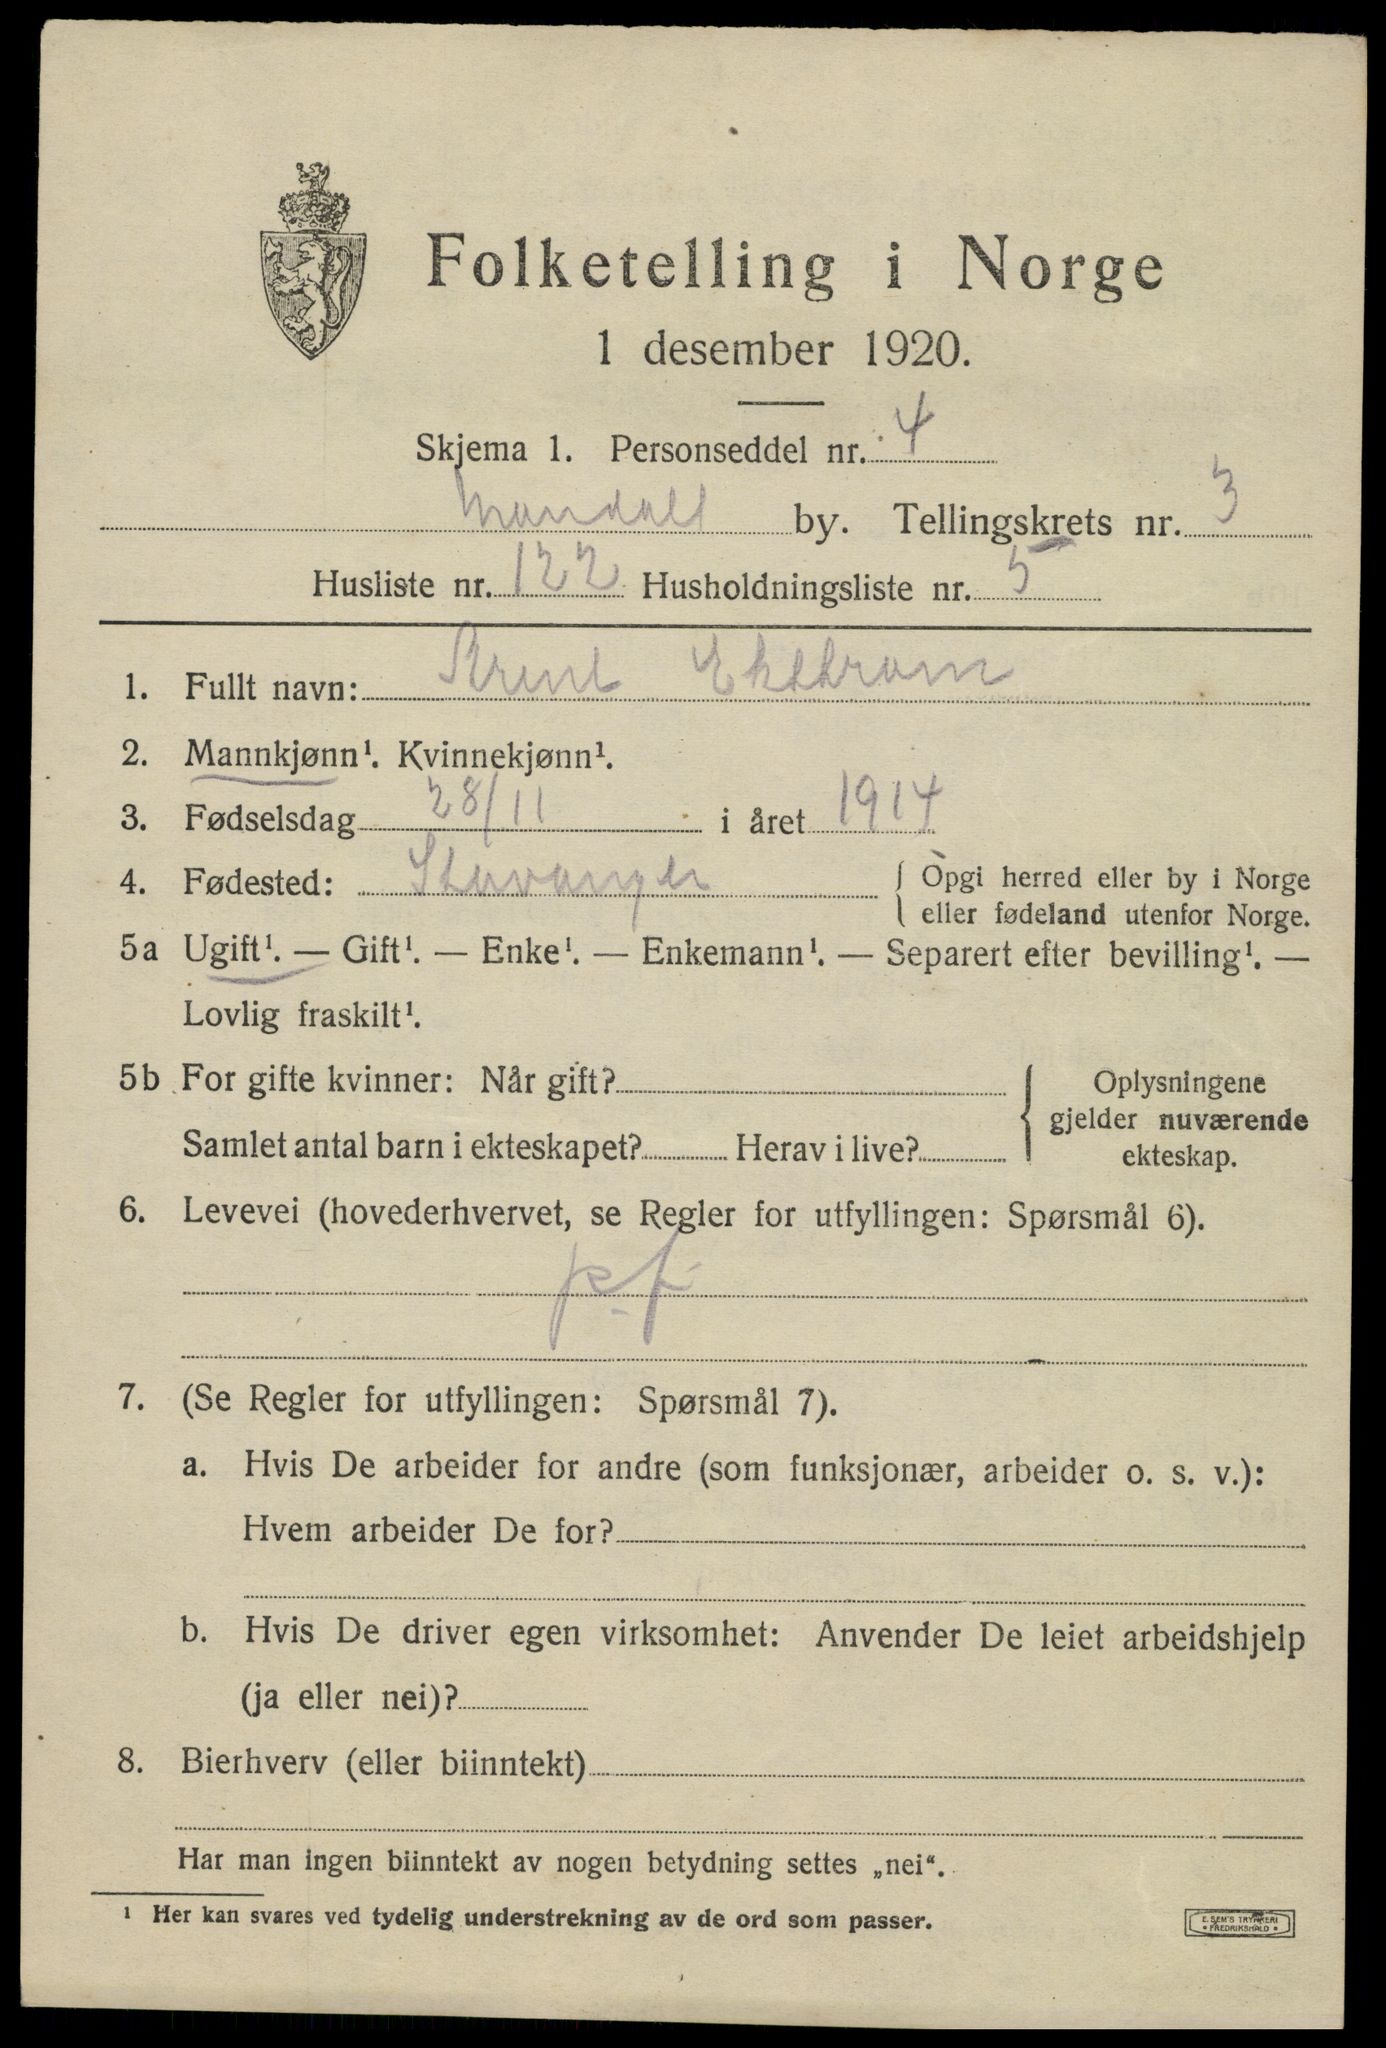 Folketelling i Norge
1 desember 1920.
Skjema 1. Personseddel nr. 4
Mandall by. Tellingskrets nr. 3
Husliste nr. 122 Husholdningsliste nr. 5
1. Fullt navn: Ekstrøm
2. Mannkjønn¹. Kvinnekjønn¹.
3. Fødselsdag 28/11 i året 1914
4. Fødested: Stavanger { Opgi herred eller by i Norge
eller fødeland utenfor Norge.
5a Ugift¹. — Gift¹. — Enke¹. — Enkemann¹. — Separert efter bevilling¹. —
Lovlig fraskilt¹.
5b For gifte kvinner: Når gift? { Oplysningene
gjelder nuværende
Samlet antal barn i ekteskapet? Herav i live? ekteskap.
6. Levevei (hovederhvervet, se Regler for utfyllingen: Spørsmål 6).
7. (Se Regler for utfyllingen: Spørsmål 7).
a. Hvis De arbeider for andre (som funksjonær, arbeider o. s. v.):
Hvem arbeider De for?
b. Hvis De driver egen virksomhet: Anvender De leiet arbeidshjelp
(ja eller nei)?
8. Bierhverv (eller biinntekt)
Har man ingen biinntekt av nogen betydning settes „nei“.
¹ Her kan svares ved tydelig understrekning av de ord som passer.
E. SEM'S TRYKKERI
• FREDRIKSHALD •